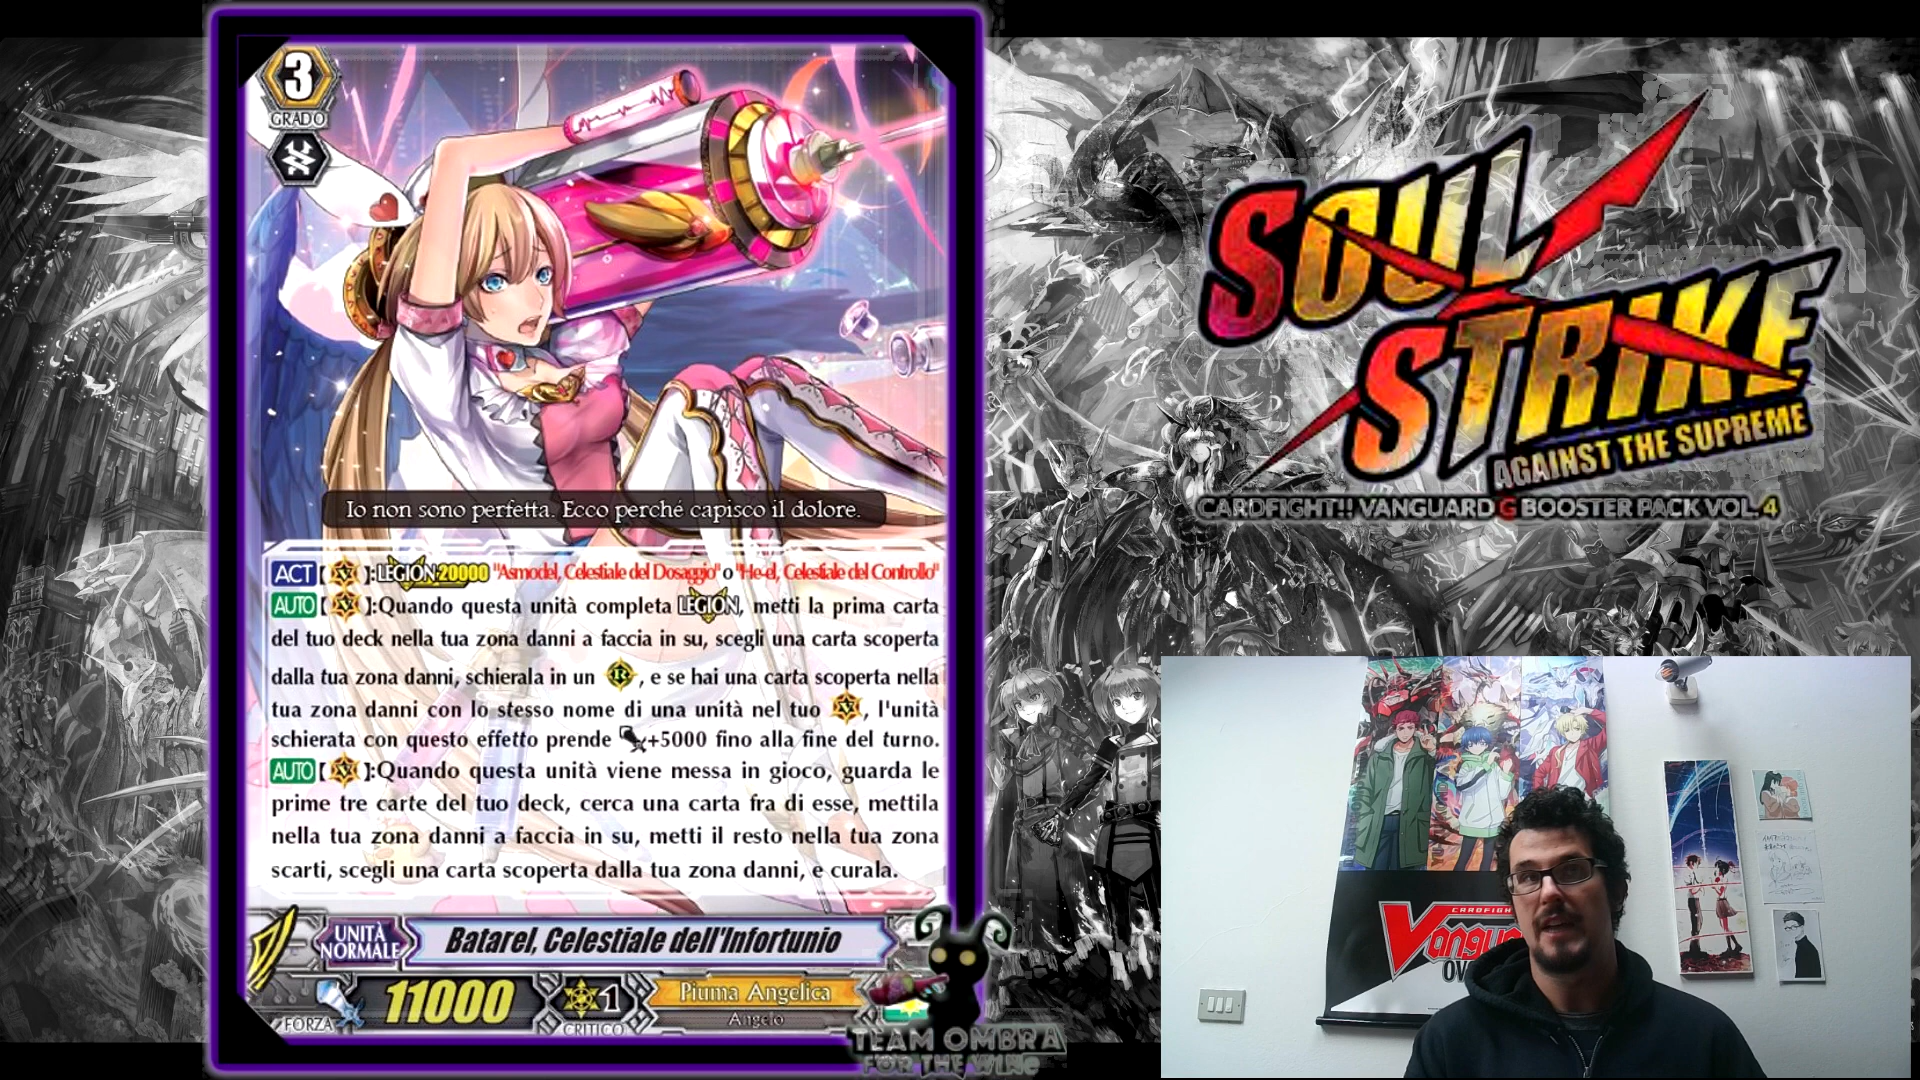 3
GRADO
Io non sono perfetta. Ecco perché capisco il dolore.
ACT [V]:LEGION 20000 "Asmodel, Celestiale del Dosaggio" o "He-el, Celestiale del Controllo"
AUTO [V]:Quando questa unità completa LEGION, metti la prima carta
del tuo deck nella tua zona danni a faccia in su, scegli una carta scoperta
dalla tua zona danni, schierala in un R, e se hai una carta scoperta nella
tua zona danni con lo stesso nome di una unità nel tuo V, l'unità
schierata con questo effetto prende +5000 fino alla fine del turno.
AUTO [V]:Quando questa unità viene messa in gioco, guarda le
prime tre carte del tuo deck, cerca una carta fra di esse, mettila
nella tua zona danni a faccia in su, metti il resto nella tua zona
scarti, scegli una carta scoperta dalla tua zona danni, e curala.
UNITÀ
NORMALE
Batarel, Celestiale dell'Infortunio
FORZA
11000
1
CRITICO
Piuma Angelica
Angelo
TEAM OMBRA
FOR THE WING
SOUL
STRIKE
AGAINST THE SUPREME
CARDFIGHT!! VANGUARD G BOOSTER PACK VOL. 4
CARDFIGH
Vangu
OV